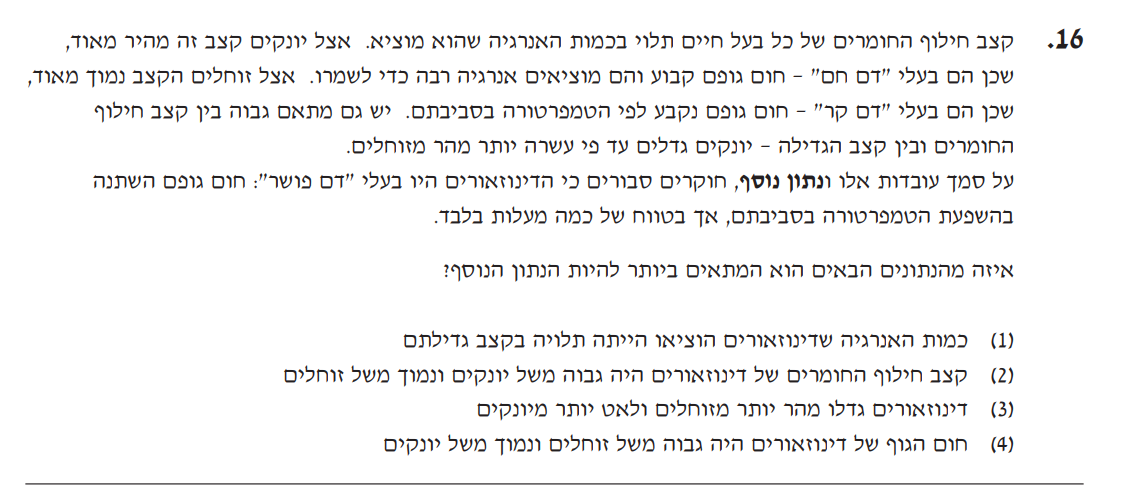 16. קצב חילוף החומרים של כל בעל חיים תלוי בכמות האנרגיה שהוא מוציא. אצל יונקים קצב זה מהיר מאוד,
שכן הם בעלי "דם חם" – חום גופם קבוע והם מוציאים אנרגיה רבה כדי לשמרו. אצל זוחלים הקצב נמוך מאוד,
שכן הם בעלי "דם קר" – חום גופם נקבע לפי הטמפרטורה בסביבתם. יש גם מתאם גבוה בין קצב חילוף
החומרים ובין קצב הגדילה – יונקים גדלים עד פי עשרה יותר מהר מזוחלים.
על סמך עובדות אלו ונתון נוסף, חוקרים סבורים כי הדינוזאורים היו בעלי "דם פושר": חום גופם השתנה
בהשפעת הטמפרטורה בסביבתם, אך בטווח של כמה מעלות בלבד.
איזה מהנתונים הבאים הוא המתאים ביותר להיות הנתון הנוסף?
(1) כמות האנרגיה שדינוזאורים הוציאו הייתה תלויה בקצב גדילתם
(2) קצב חילוף החומרים של דינוזאורים היה גבוה משל יונקים ונמוך משל זוחלים
(3) דינוזאורים גדלו מהר יותר מזוחלים ולאט יותר מיונקים
(4) חום הגוף של דינוזאורים היה גבוה משל זוחלים ונמוך משל יונקים